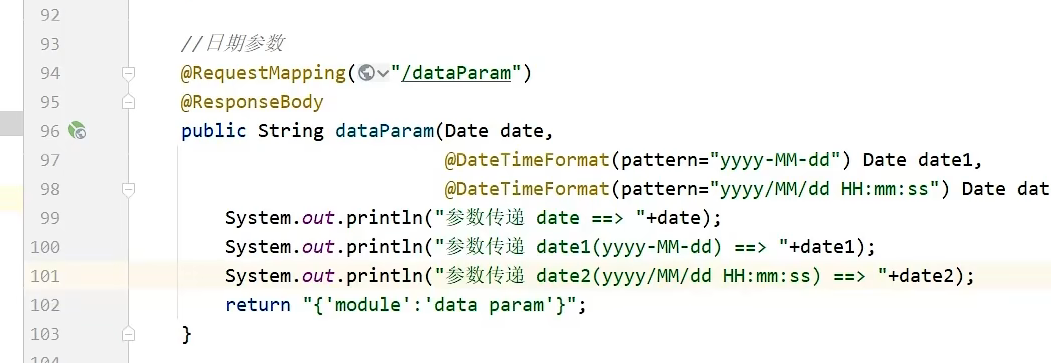 92
93 //日期参数
94 @RequestMapping("/dataParam")
95 @ResponseBody
96 public String dataParam(Date date,
97 @DateTimeFormat(pattern="yyyy-MM-dd") Date date1,
98 @DateTimeFormat(pattern="yyyy/MM/dd HH:mm:ss") Date dat
99 System.out.println("参数传递 date ==> "+date);
100 System.out.println("参数传递 date1(yyyy-MM-dd) ==> "+date1);
101 System.out.println("参数传递 date2(yyyy/MM/dd HH:mm:ss) ==> "+date2);
102 return "{'module':'data param'}";
103 }
104